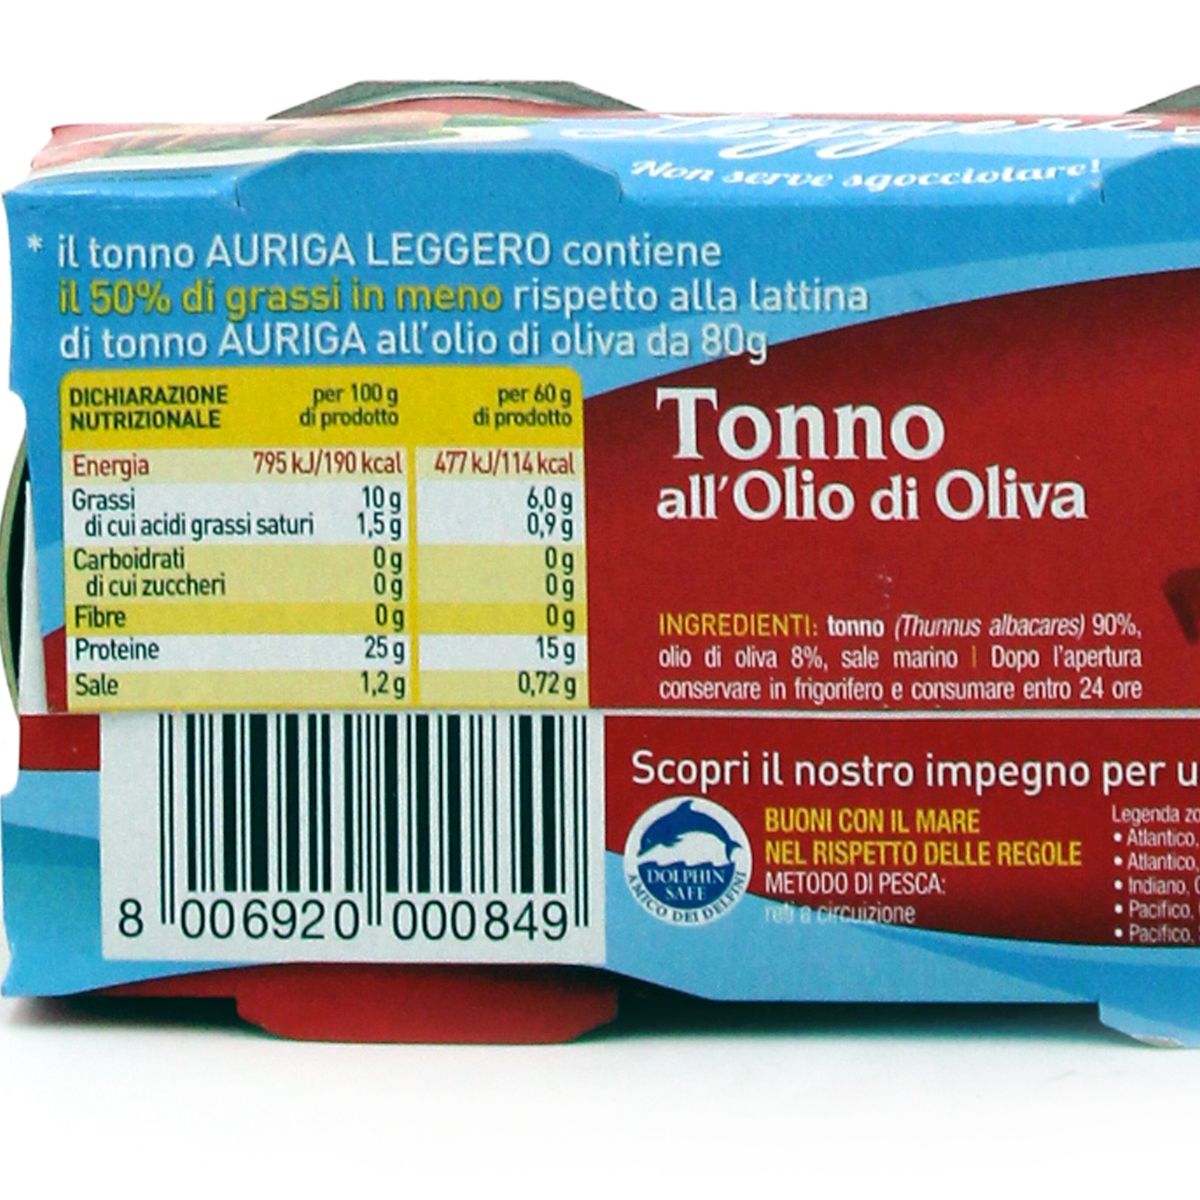 Leggero
Non serve sgocciolare!
* il tonno AURIGA LEGGERO contiene
il 50% di grassi in meno rispetto alla lattina
di tonno AURIGA all'olio di oliva da 80g
DICHIARAZIONE NUTRIZIONALE per 100 g di prodotto per 60 g di prodotto
Energia 795 kJ/190 kcal 477 kJ/114 kcal
Grassi 10 g 6,0 g
di cui acidi grassi saturi 1,5 g 0,9 g
Carboidrati 0 g 0 g
di cui zuccheri 0 g 0 g
Fibre 0 g 0 g
Proteine 25 g 15 g
Sale 1,2 g 0,72 g
Tonno
all'Olio di Oliva
INGREDIENTI: tonno (Thunnus albacares) 90%,
olio di oliva 8%, sale marino | Dopo l'apertura
conservare in frigorifero e consumare entro 24 ore
8 006920 000849
Scopri il nostro impegno per u
DOLPHIN
SAFE
AMICO DEI DELFINI
BUONI CON IL MARE
NEL RISPETTO DELLE REGOLE
METODO DI PESCA:
reti a circuizione
Legenda zo
• Atlantico,
• Atlantico,
• Indiano,
• Pacifico,
• Pacifico,